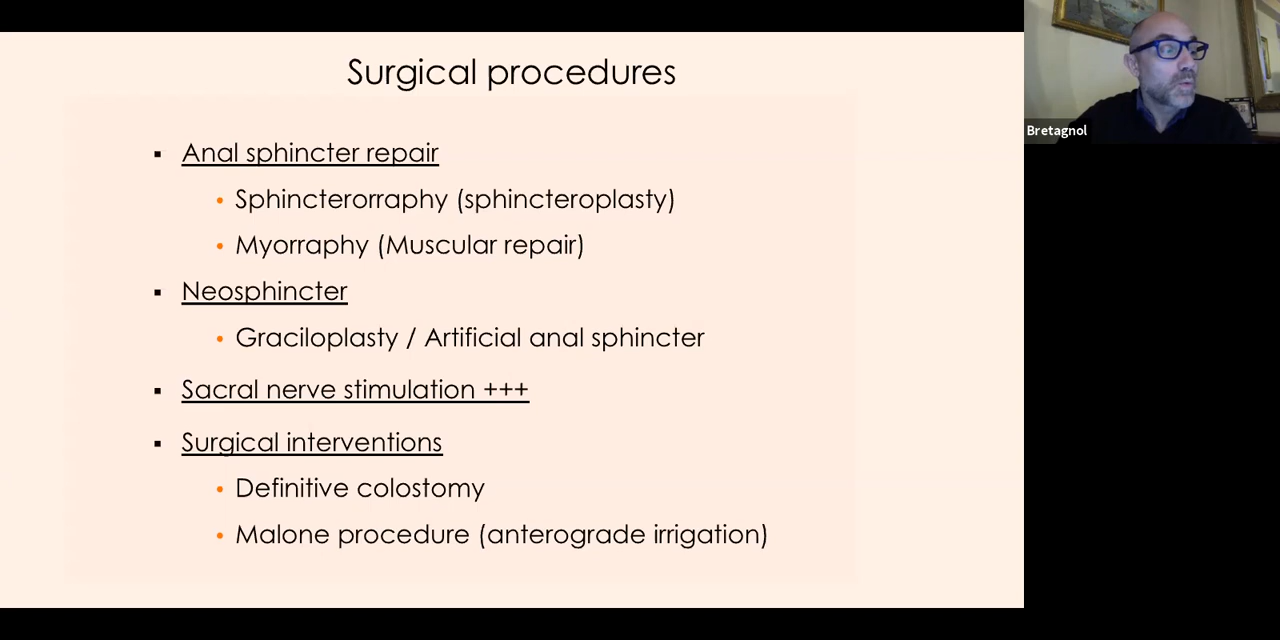 Surgical procedures
▪ Anal sphincter repair
• Sphincterorraphy (sphincteroplasty)
• Myorraphy (Muscular repair)
▪ Neosphincter
• Graciloplasty / Artificial anal sphincter
▪ Sacral nerve stimulation +++
▪ Surgical interventions
• Definitive colostomy
• Malone procedure (anterograde irrigation)
Bretagnol